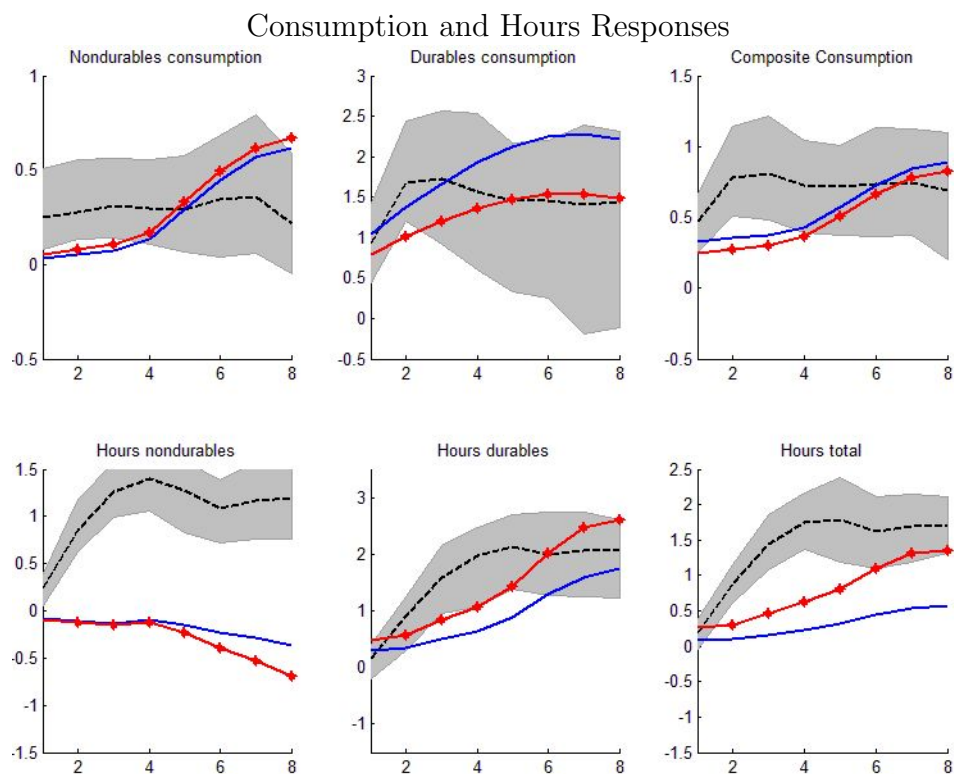 Consumption and Hours Responses
Nondurables consumption
1
0.5
0
-0.5
2 4 6 8
Durables consumption
3
2.5
2
1.5
1
0.5
0
-0.5
2 4 6 8
Composite Consumption
1.5
1
0.5
0
-0.5
2 4 6 8
Hours nondurables
1.5
1
0.5
0
-0.5
-1
-1.5
2 4 6 8
Hours durables
3
2
1
0
-1
2 4 6 8
Hours total
2.5
2
1.5
1
0.5
0
-0.5
-1
-1.5
2 4 6 8